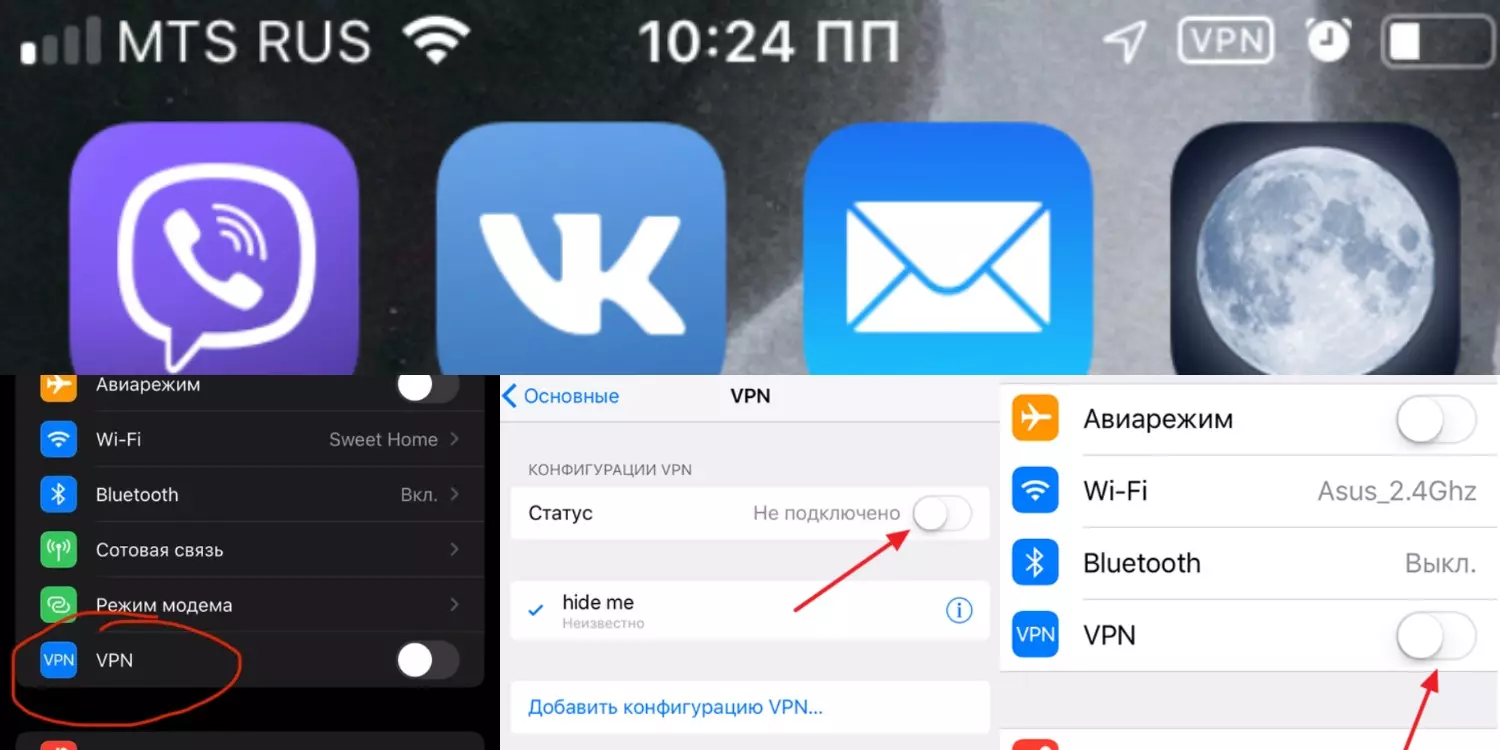 MTS RUS 10:24 ПП VPN
VK
Авиарежим
Wi-Fi Sweet Home
Bluetooth Вкл.
Сотовая связь
Режим модема
VPN VPN
Основные VPN
КОНФИГУРАЦИИ VPN
Статус Не подключено
hide me
Неизвестно
Добавить конфигурацию VPN...
Авиарежим
Wi-Fi Asus_2.4Ghz
Bluetooth Выкл.
VPN VPN